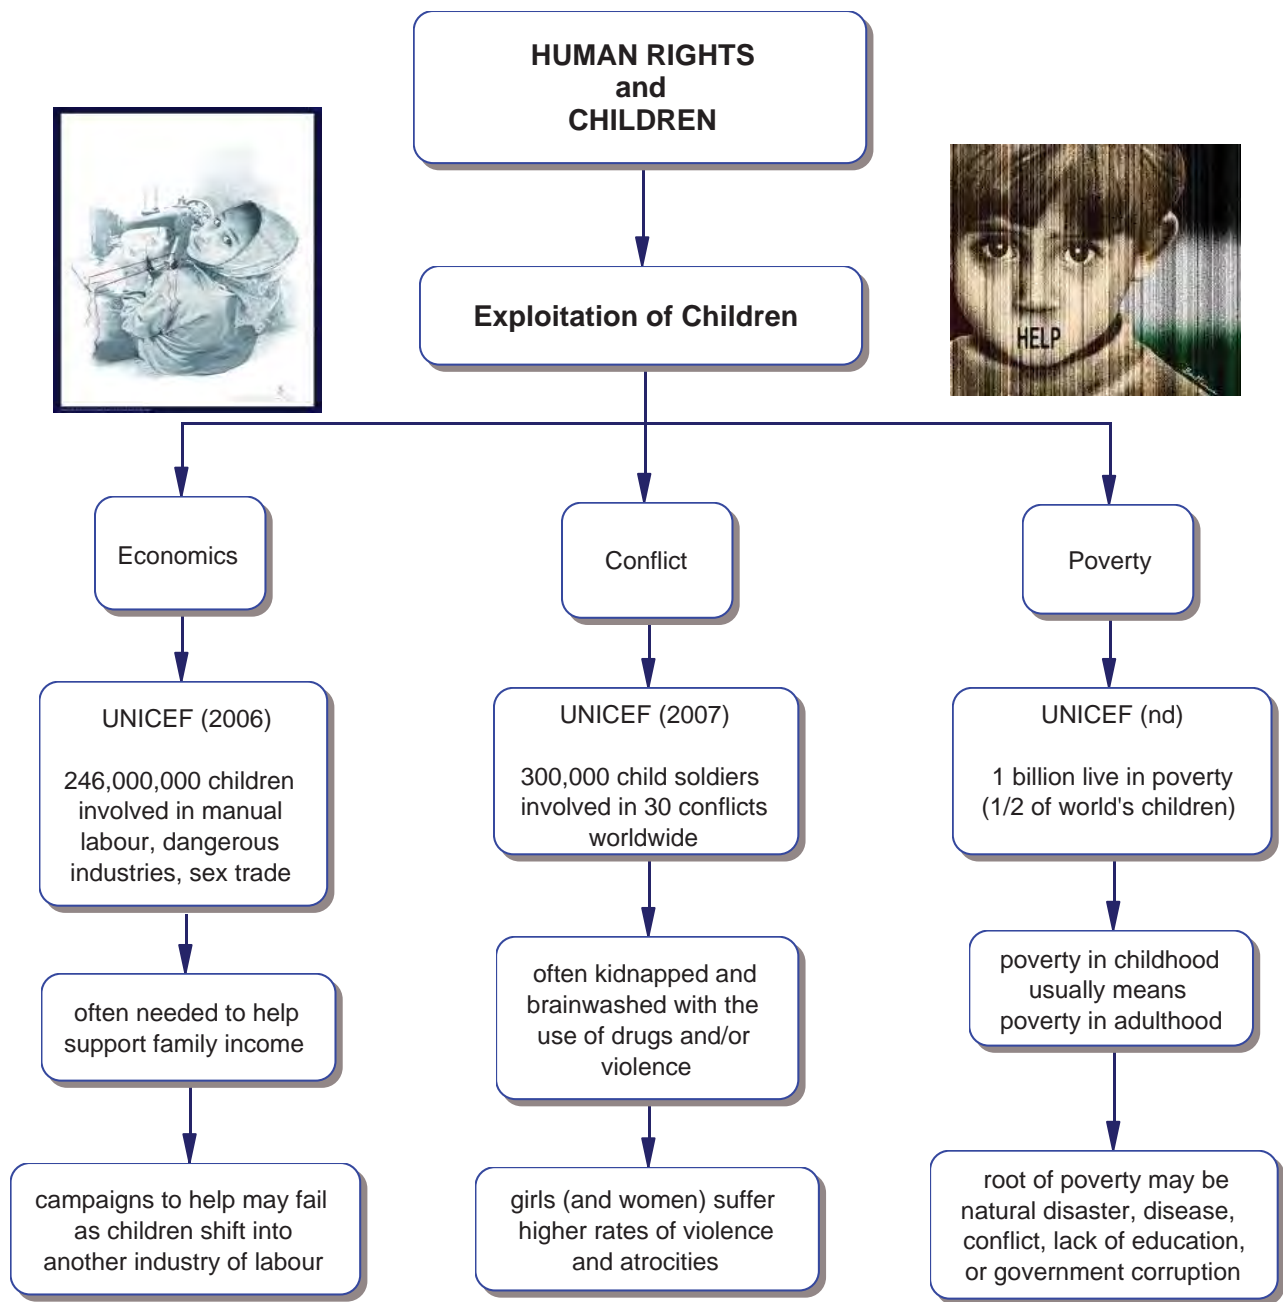 HUMAN RIGHTS
and
CHILDREN
HELP
Exploitation of Children
Economics
Conflict
Poverty
UNICEF (2006)
246,000,000 children
involved in manual
labour, dangerous
industries, sex trade
UNICEF (2007)
300,000 child soldiers
involved in 30 conflicts
worldwide
UNICEF (nd)
1 billion live in poverty
(1/2 of world's children)
often needed to help
support family income
often kidnapped and
brainwashed with the
use of drugs and/or
violence
poverty in childhood
usually means
poverty in adulthood
campaigns to help may fail
as children shift into
another industry of labour
girls (and women) suffer
higher rates of violence
and atrocities
root of poverty may be
natural disaster, disease,
conflict, lack of education,
or government corruption